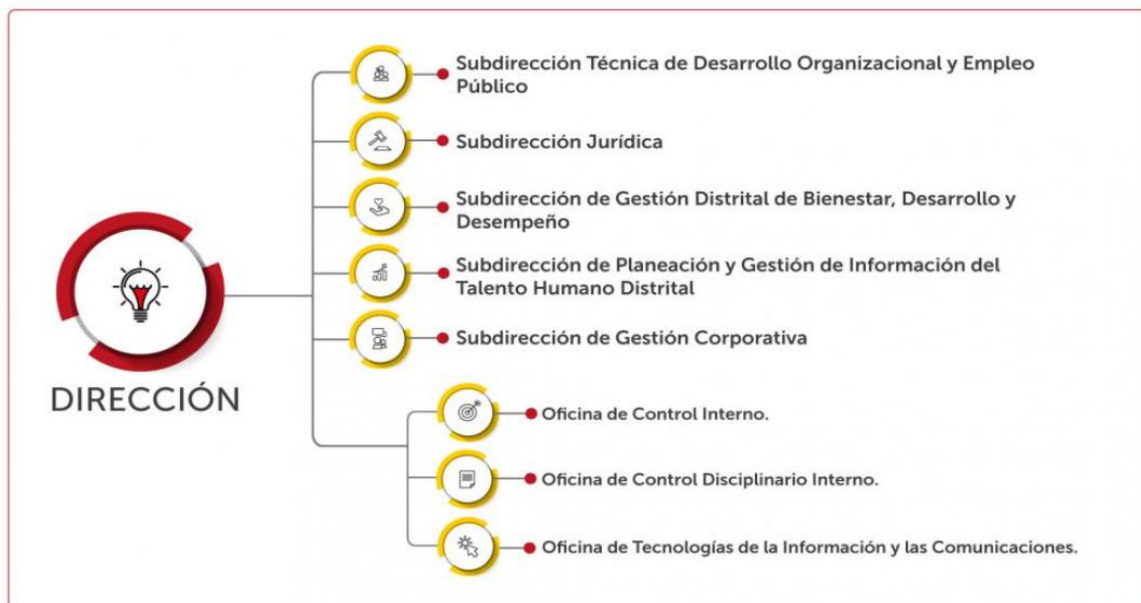 Subdirección Técnica de Desarrollo Organizacional y Empleo
Público
Subdirección Jurídica
Subdirección de Gestión Distrital de Bienestar, Desarrollo y
Desempeño
Subdirección de Planeación y Gestión de Información del
Talento Humano Distrital
Subdirección de Gestión Corporativa
DIRECCIÓN
Oficina de Control Interno.
Oficina de Control Disciplinario Interno.
Oficina de Tecnologías de la Información y las Comunicaciones.